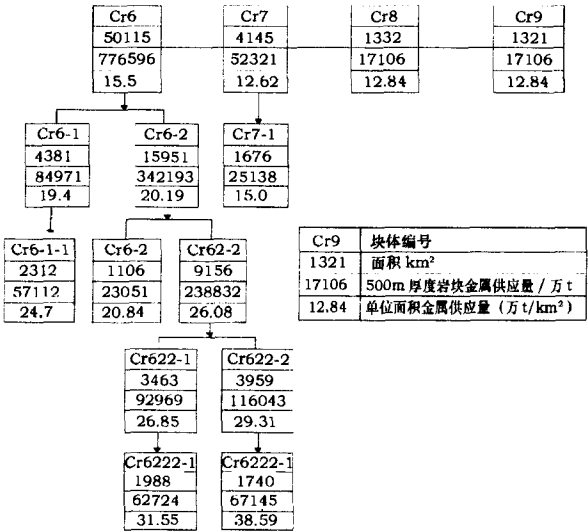 Cr6 Cr7 Cr8 Cr9
50115 4145 1332 1321
776596 52321 17106 17106
15.5 12.62 12.84 12.84
Cr6-1 Cr6-2 Cr7-1
4381 15951 1676
84971 342193 25138
19.4 20.19 15.0
Cr6-1-1 Cr6-2 Cr62-2
2312 1106 9156
57112 23051 238832
24.7 20.84 26.08
Cr9 块体编号
1321 面积 km²
17106 500m 厚度岩块金属供应量 / 万t
12.84 单位面积金属供应量 (万t/km²)
Cr622-1 Cr622-2
3463 3959
92969 116043
26.85 29.31
Cr6222-1 Cr6222-1
1988 1740
62724 67145
31.55 38.59